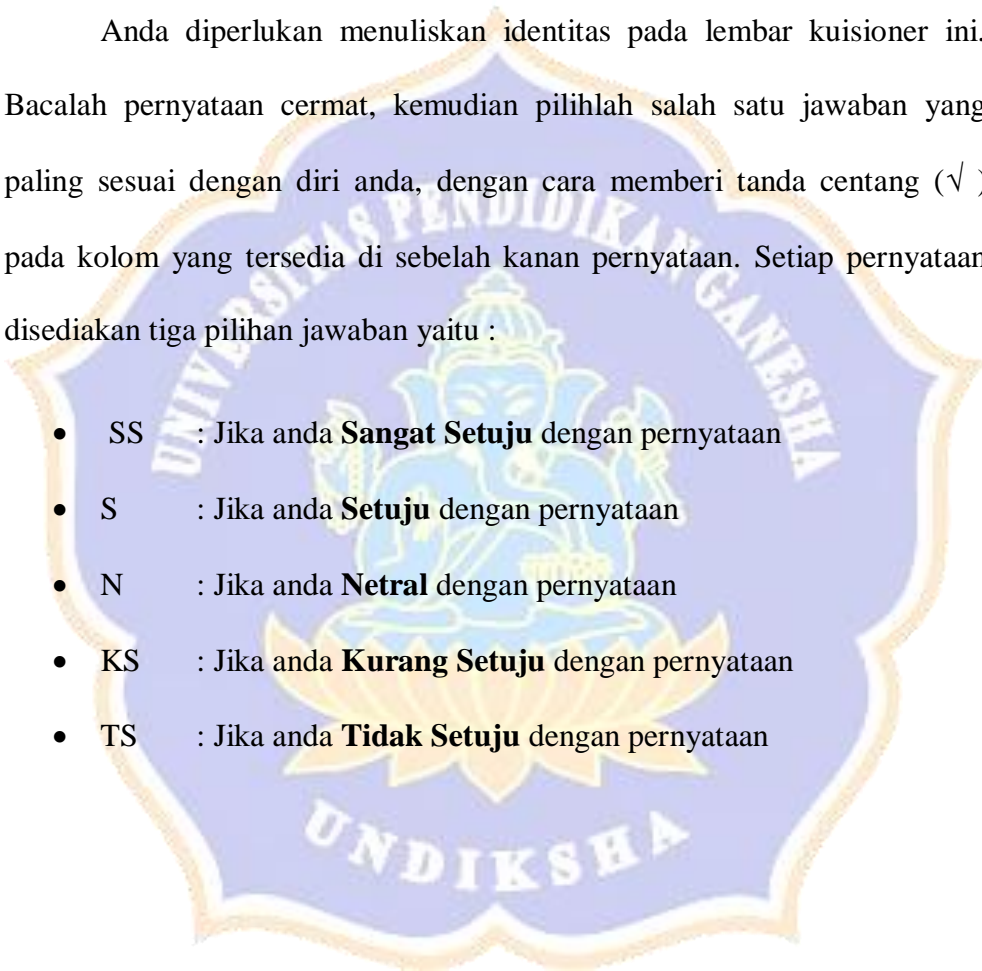 Anda diperlukan menuliskan identitas pada lembar kuisioner ini.
Bacalah pernyataan cermat, kemudian pilihlah salah satu jawaban yang
paling sesuai dengan diri anda, dengan cara memberi tanda centang (√ )
pada kolom yang tersedia di sebelah kanan pernyataan. Setiap pernyataan
disediakan tiga pilihan jawaban yaitu :
• SS : Jika anda Sangat Setuju dengan pernyataan
• S : Jika anda Setuju dengan pernyataan
• N : Jika anda Netral dengan pernyataan
• KS : Jika anda Kurang Setuju dengan pernyataan
• TS : Jika anda Tidak Setuju dengan pernyataan
UNIVERSITAS PENDIDIKAN GANESHA
UNDIKSHA